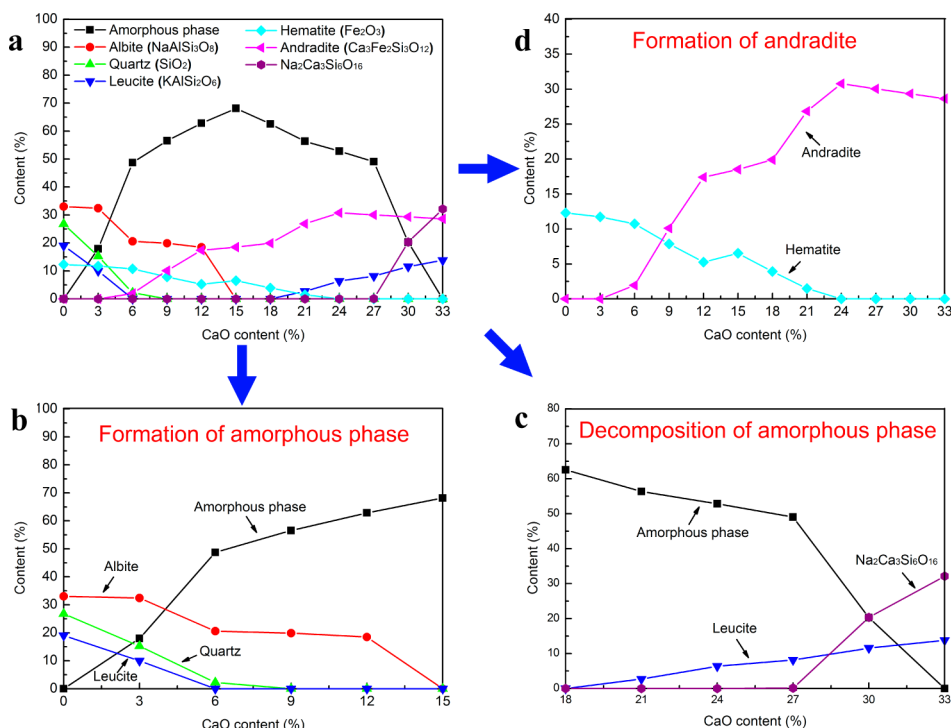 a
100
90
80
70
60
50
40
30
20
10
0
Content (%)
Amorphous phase
Albite (NaAlSi3O8)
Quartz (SiO2)
Leucite (KAlSi2O6)
Hematite (Fe2O3)
Andradite (Ca3Fe2Si3O12)
Na2Ca3Si6O16
0 3 6 9 12 15 18 21 24 27 30 33
CaO content (%)
d
Formation of andradite
40
35
30
25
20
15
10
5
0
Content (%)
Andradite
Hematite
0 3 6 9 12 15 18 21 24 27 30 33
CaO content (%)
b
Formation of amorphous phase
100
90
80
70
60
50
40
30
20
10
0
Content (%)
Amorphous phase
Albite
Quartz
Leucite
0 3 6 9 12 15
CaO content (%)
c
Decomposition of amorphous phase
80
70
60
50
40
30
20
10
0
Content (%)
Amorphous phase
Na2Ca3Si6O16
Leucite
18 21 24 27 30 33
CaO content (%)